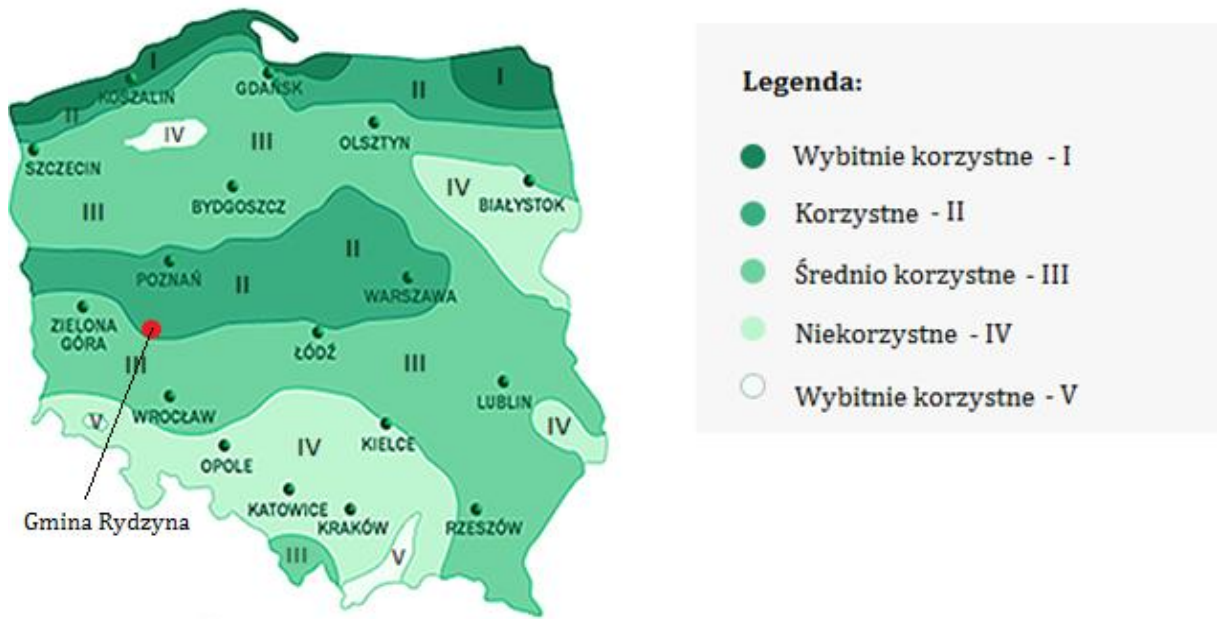 I
KOSZALIN
II
GDAŃSK
II
I
IV
III
OLSZTYN
SZCZECIN
IV
BIAŁYSTOK
III
BYDGOSZCZ
II
POZNAŃ
II
WARSZAWA
ZIELONA
GÓRA
ŁÓDŹ
III
III
LUBLIN
WROCŁAW
V
IV
KIELCE
IV
OPOLE
KATOWICE
KRAKÓW
RZESZÓW
III
V
Gmina Rydzyna
Legenda:
Wybitnie korzystne - I
Korzystne - II
Średnio korzystne - III
Niekorzystne - IV
Wybitnie korzystne - V